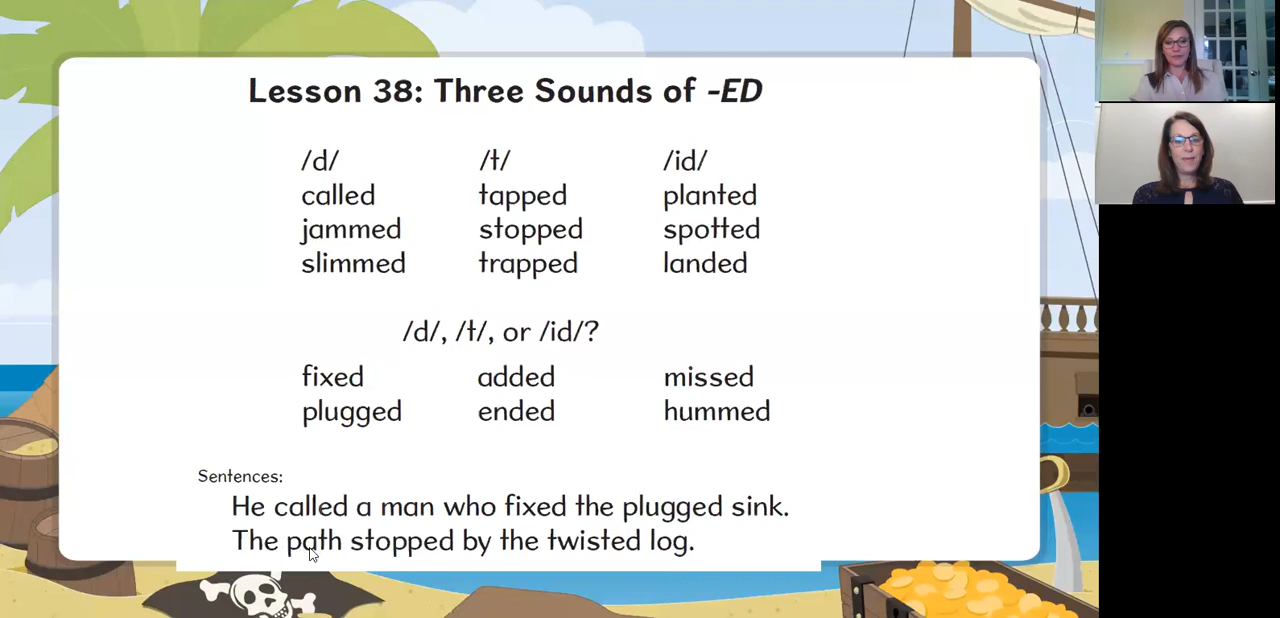 Lesson 38: Three Sounds of -ED
/d/ /t/ /id/
called tapped planted
jammed stopped spotted
slimmed trapped landed
/d/, /t/, or /id/?
fixed added missed
plugged ended hummed
Sentences:
He called a man who fixed the plugged sink.
The path stopped by the twisted log.